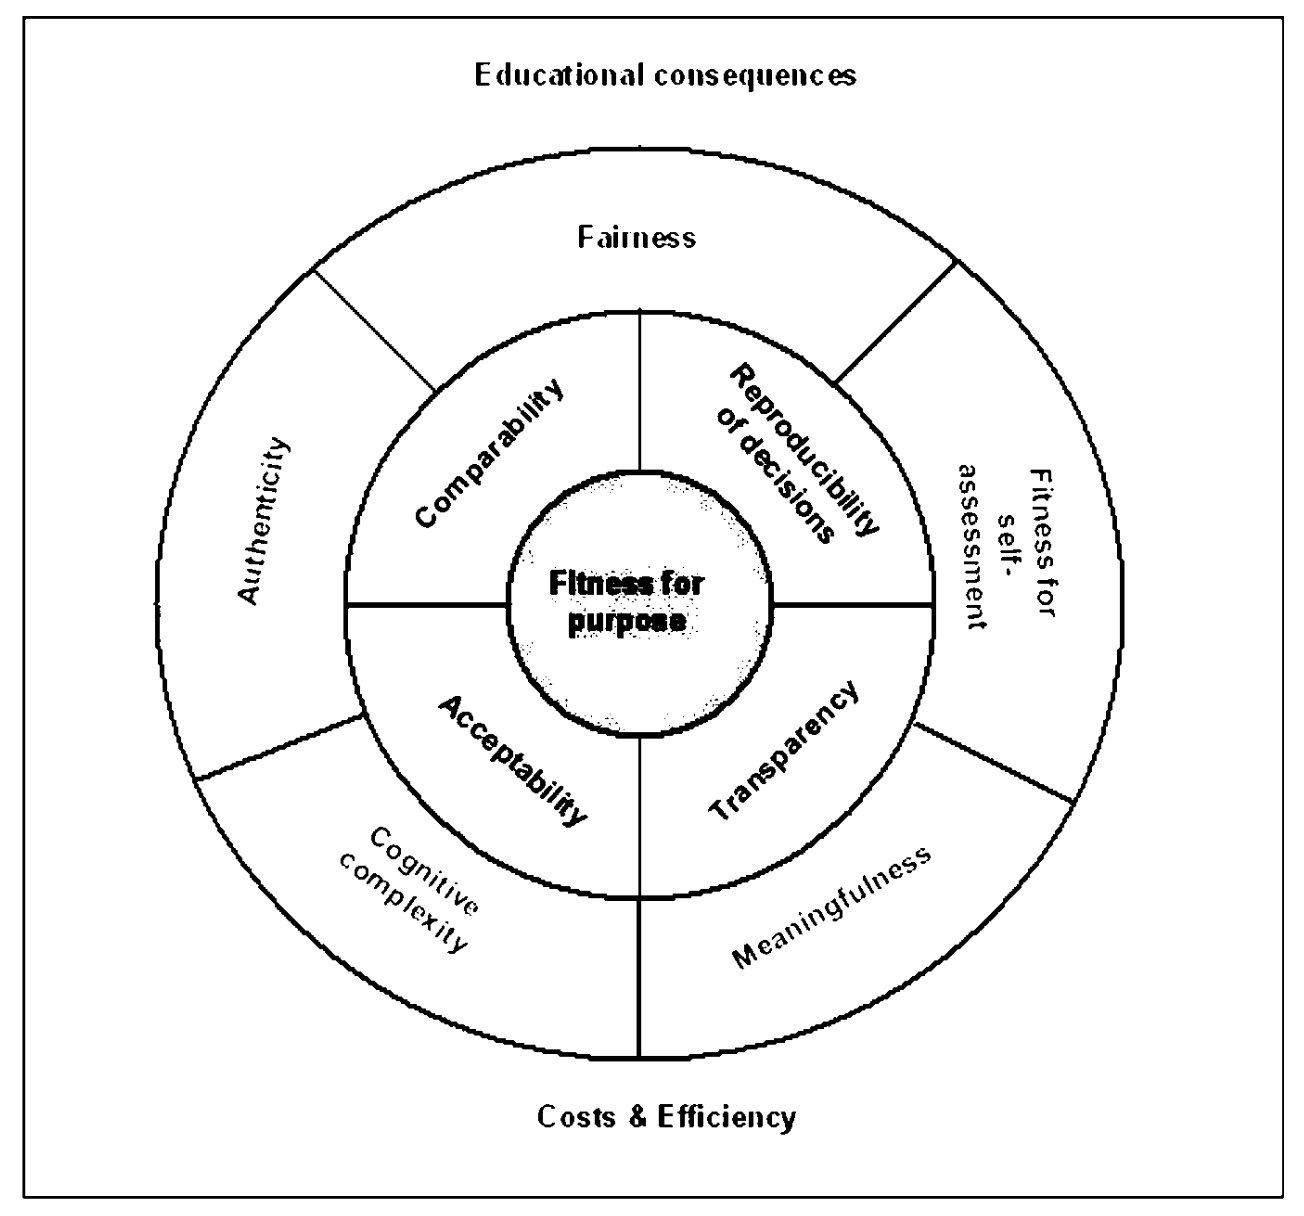 Educational consequences
Fairness
Comparability
Reproducibility
of decisions
Authenticity
Fitness for
self-
assessment
Fitness for
purpose
Acceptability
Transparency
Cognitive
complexity
Meaningfulness
Costs & Efficiency